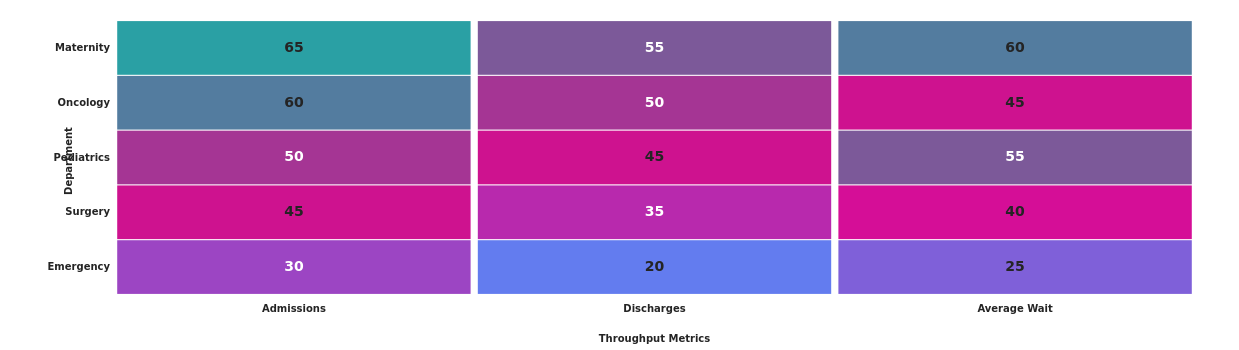 Maternity 65 55 60
Oncology 60 50 45
Department
Pediatrics 50 45 55
Surgery 45 35 40
Emergency 30 20 25
Admissions Discharges Average Wait
Throughput Metrics